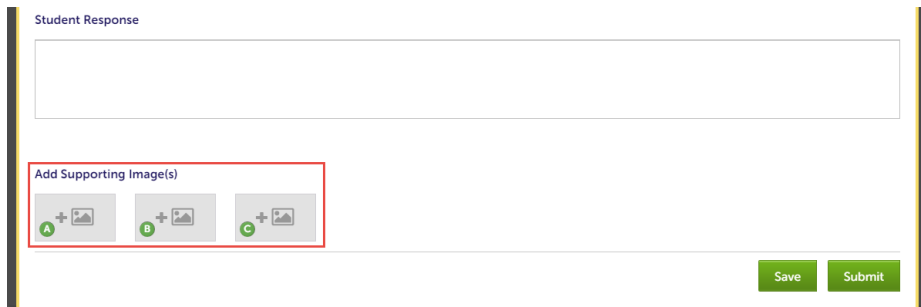 Student Response
Add Supporting Image(s)
A + B + C +
Save Submit